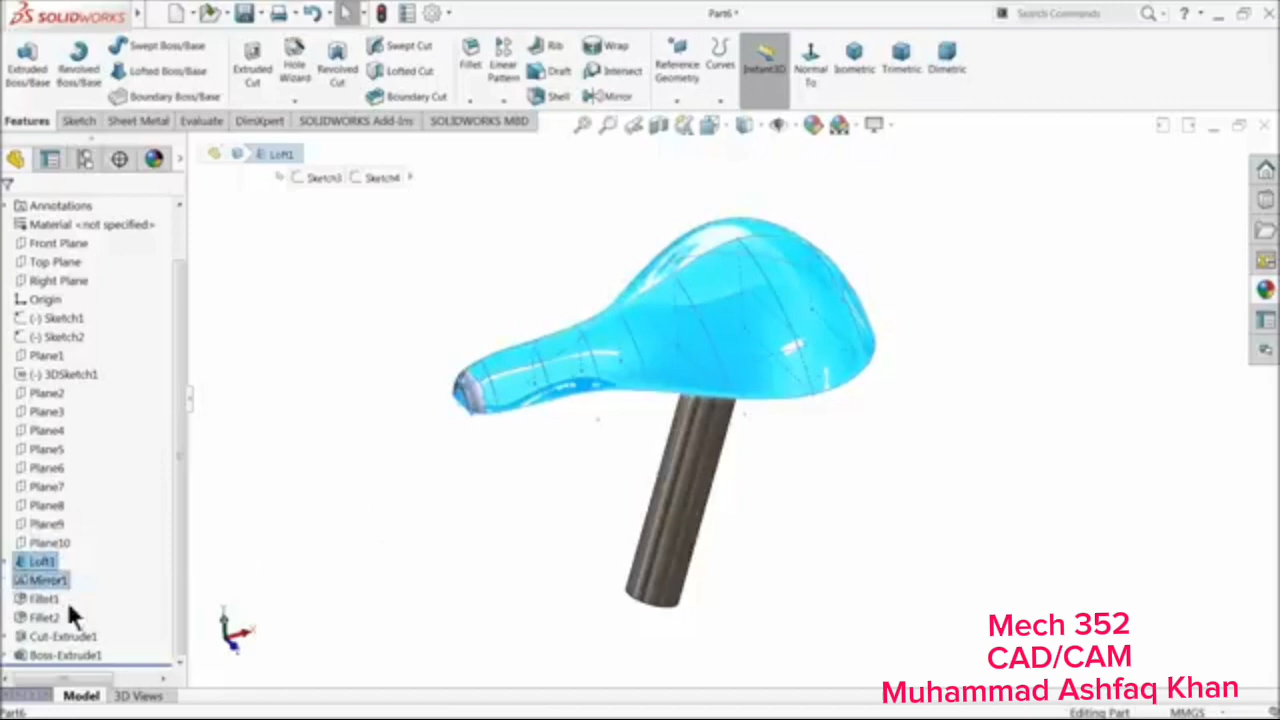 SOLIDWORKS
Part6 *
Search Commands
Extruded Boss/Base
Revolved Boss/Base
Swept Boss/Base
Lofted Boss/Base
Boundary Boss/Base
Extruded Cut
Hole Wizard
Revolved Cut
Swept Cut
Lofted Cut
Boundary Cut
Fillet
Linear Pattern
Rib
Draft
Shell
Wrap
Intersect
Mirror
Reference Geometry
Curves
Instant3D
Normal To
Isometric
Trimetric
Dimetric
Features
Sketch
Sheet Metal
Evaluate
DimXpert
SOLIDWORKS Add-Ins
SOLIDWORKS MBD
Loft1
Sketch3
Sketch4
Annotations
Material <not specified>
Front Plane
Top Plane
Right Plane
Origin
(-) Sketch1
(-) Sketch2
Plane1
(-) 3DSketch1
Plane2
Plane3
Plane4
Plane5
Plane6
Plane7
Plane8
Plane9
Plane10
Loft1
Mirror1
Fillet1
Fillet2
Cut-Extrude1
Boss-Extrude1
Mech 352
CAD/CAM
Muhammad Ashfaq Khan
Model
3D Views
Part6
Editing Part
MMGS